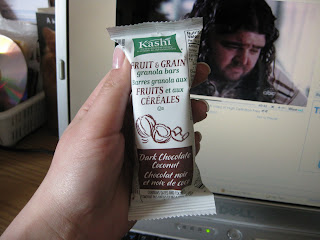 Kashi
FRUIT & GRAIN
granola bars
Barres granola aux
FRUITS et aux
CÉRÉALES
Dark Chocolate
Coconut
Chocolat noir
et noix de coco
DELL